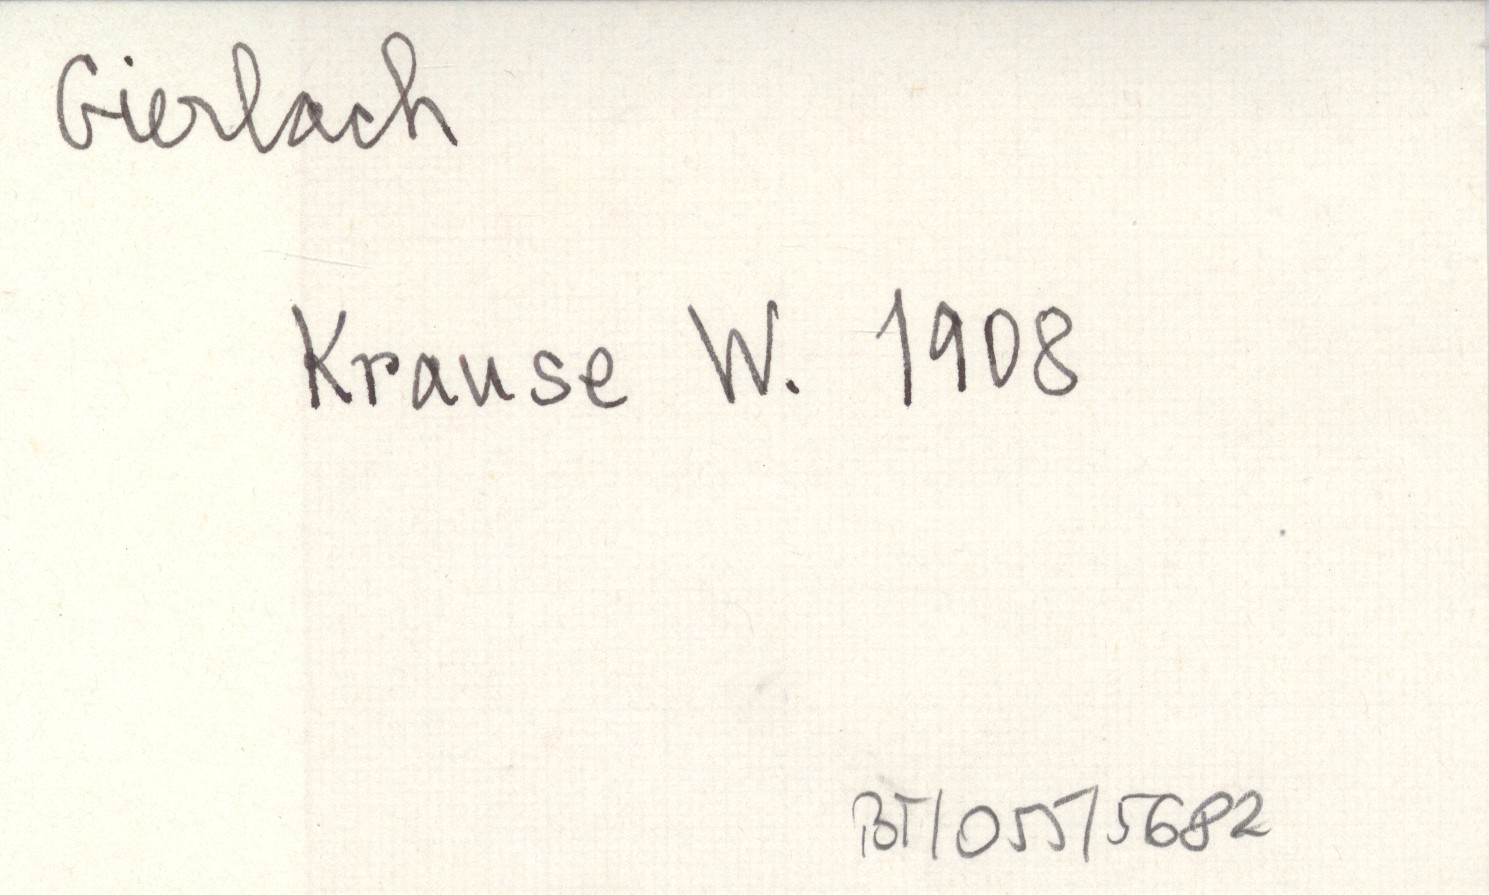 Gierlach
Krause W. 1908
BT/055/5682